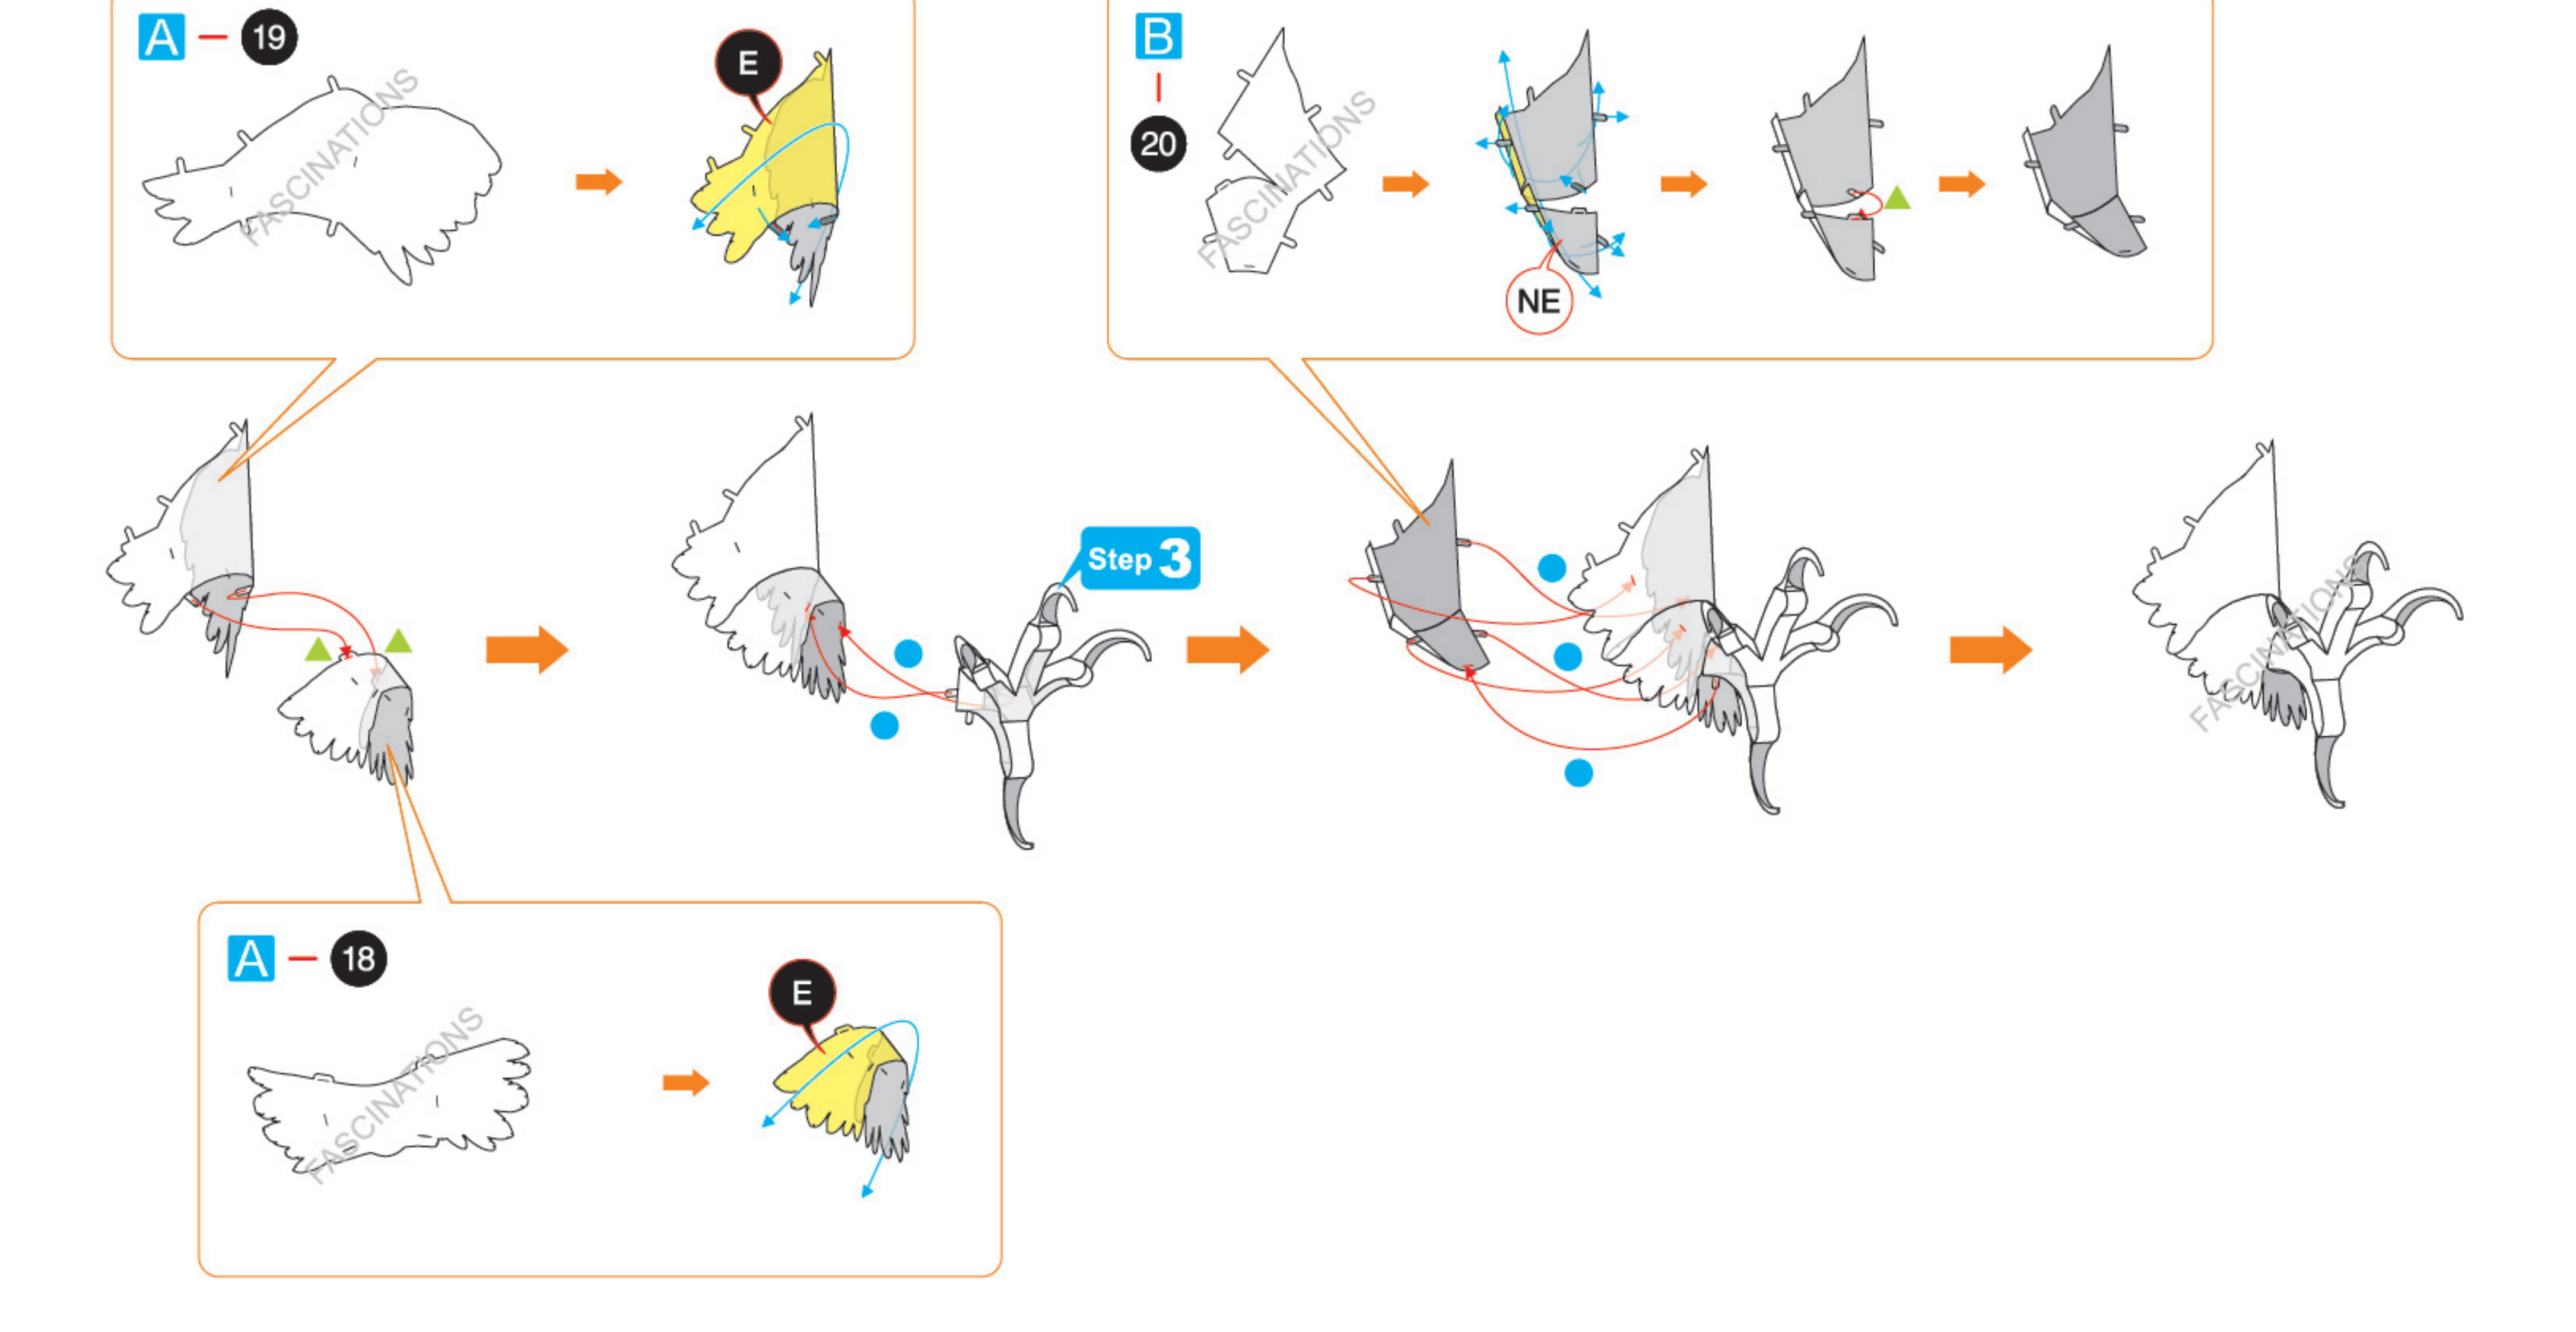 A – 19
FASCINATIONS
E
B
20
FASCINATIONS
NE
Step 3
FASCINATIONS
A – 18
FASCINATIONS
E